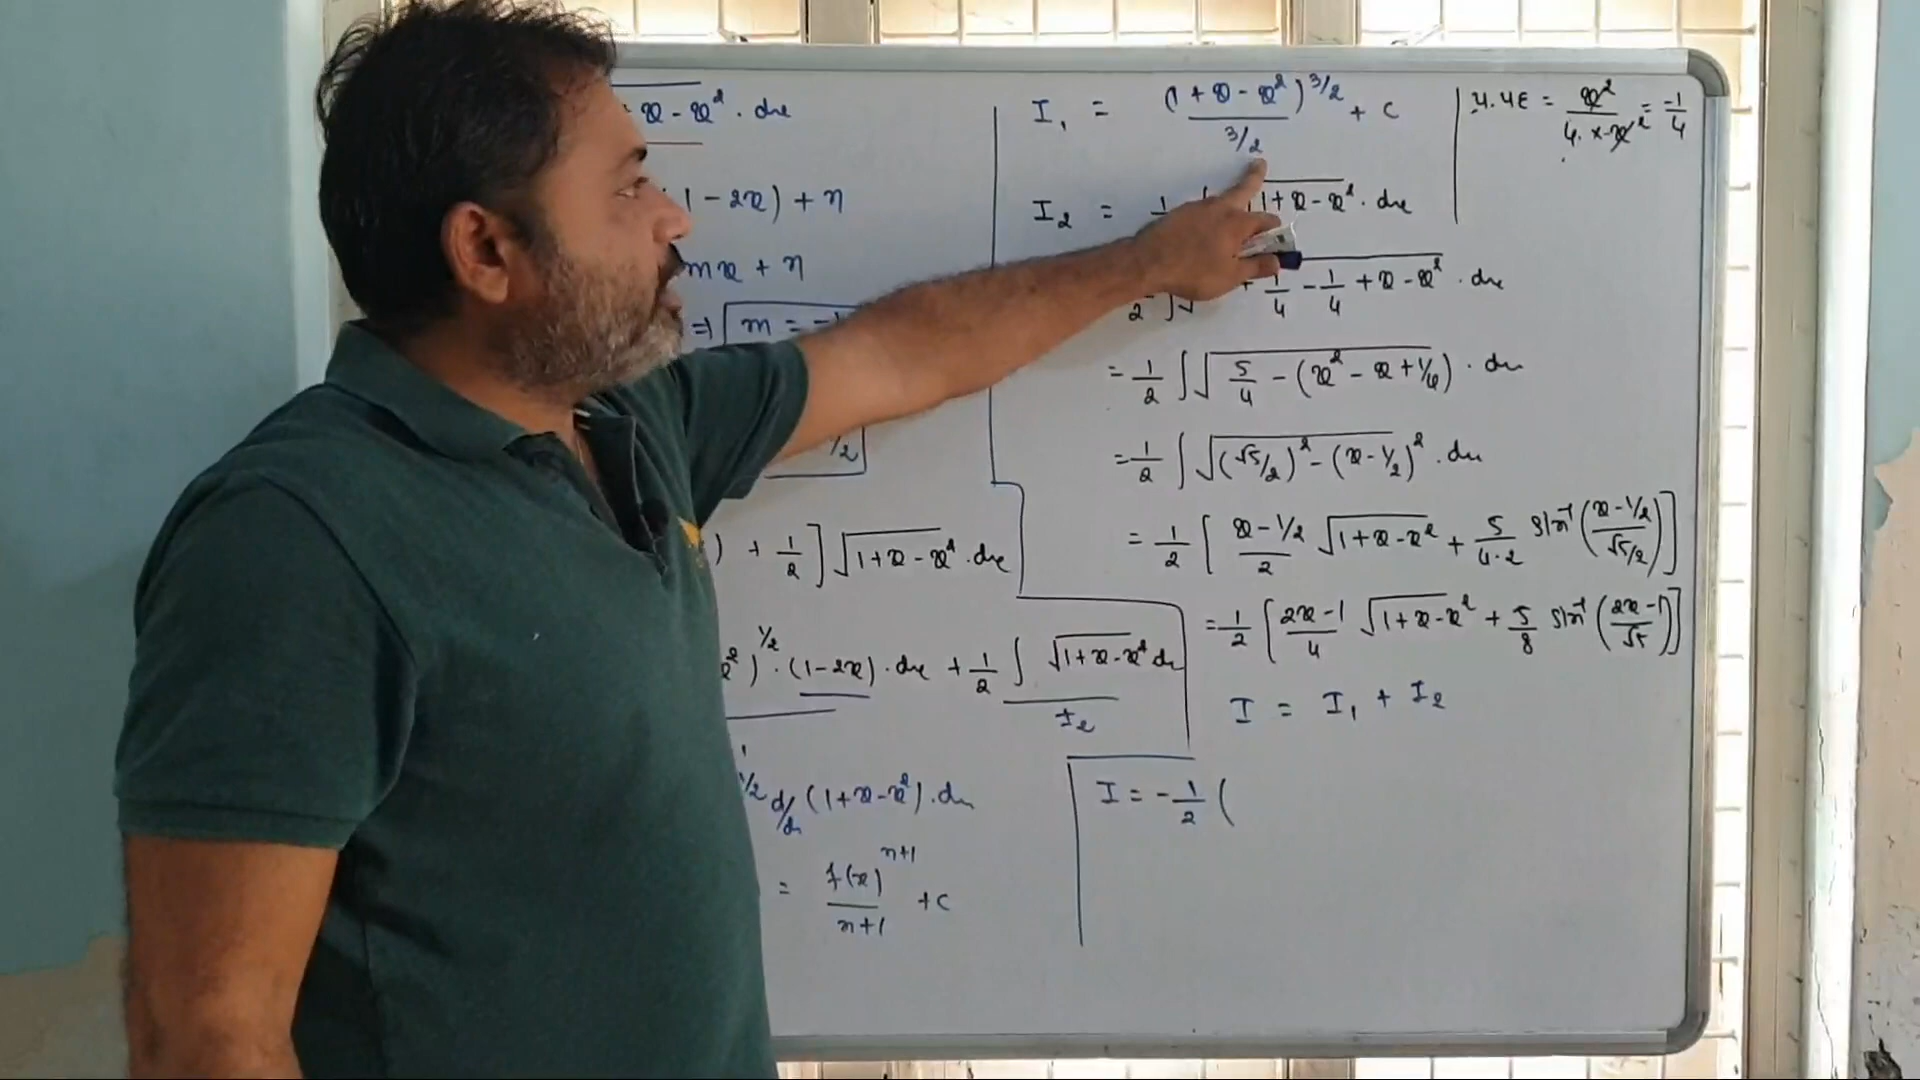 + x - x² . dx
1 - 2x) + n
mx + n
=) m = -1
/2
) + 1/2 ] √1+x-x² . dx
x²)^1/2 . (1-2x) . dx + 1/2 ∫ √1+x-x² dx
I₂
1/2 d/dx (1+x-x²) . dx
= f(x)^n+1 / n+1 + c
I₁ = (1 + x - x²)^3/2 / 3/2 + c
I₂ = 1+x-x² . dx
2 ∫√ + 1/4 - 1/4 + x - x² . dx
= 1/2 ∫ √ 5/4 - (x² - x + 1/4) . dx
= 1/2 ∫ √(√5/2)² - (x - 1/2)² . dx
= 1/2 [ x - 1/2 / 2 √1+x-x² + 5/4.2 sin⁻¹ ( x - 1/2 / √5/2 ) ]
= 1/2 [ 2x - 1 / 4 √1+x-x² + 5/8 sin⁻¹ ( 2x - 1 / √5 ) ]
I = I₁ + I₂
I = - 1/2 (
x² / 4. x - x² = -1/4